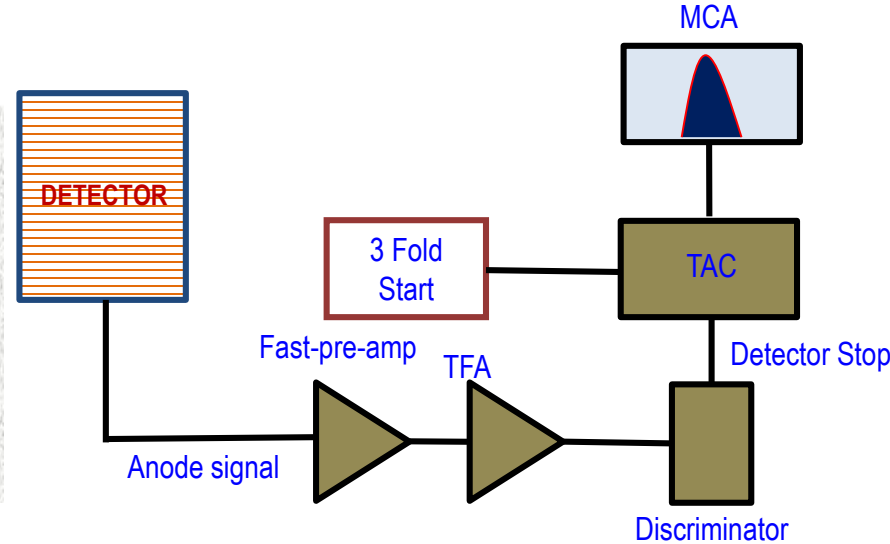 MCA
DETECTOR
3 Fold
Start
TAC
Fast-pre-amp
TFA
Detector Stop
Anode signal
Discriminator